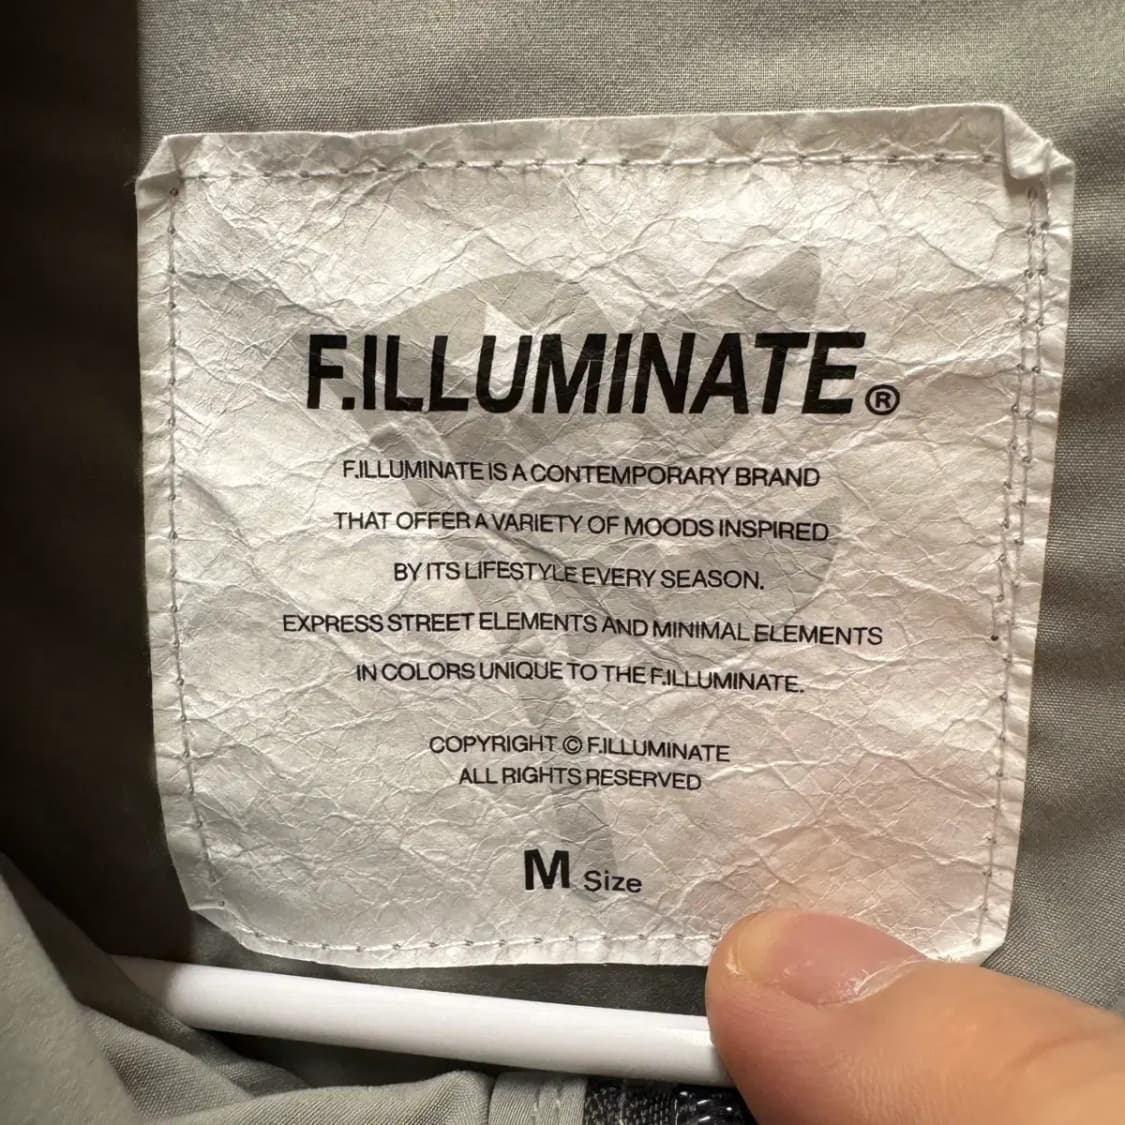 F.ILLUMINATE®
F.ILLUMINATE IS A CONTEMPORARY BRAND
THAT OFFER A VARIETY OF MOODS INSPIRED
BY ITS LIFESTYLE EVERY SEASON.
EXPRESS STREET ELEMENTS AND MINIMAL ELEMENTS
IN COLORS UNIQUE TO THE F.ILLUMINATE.
COPYRIGHT © F.ILLUMINATE
ALL RIGHTS RESERVED
M Size